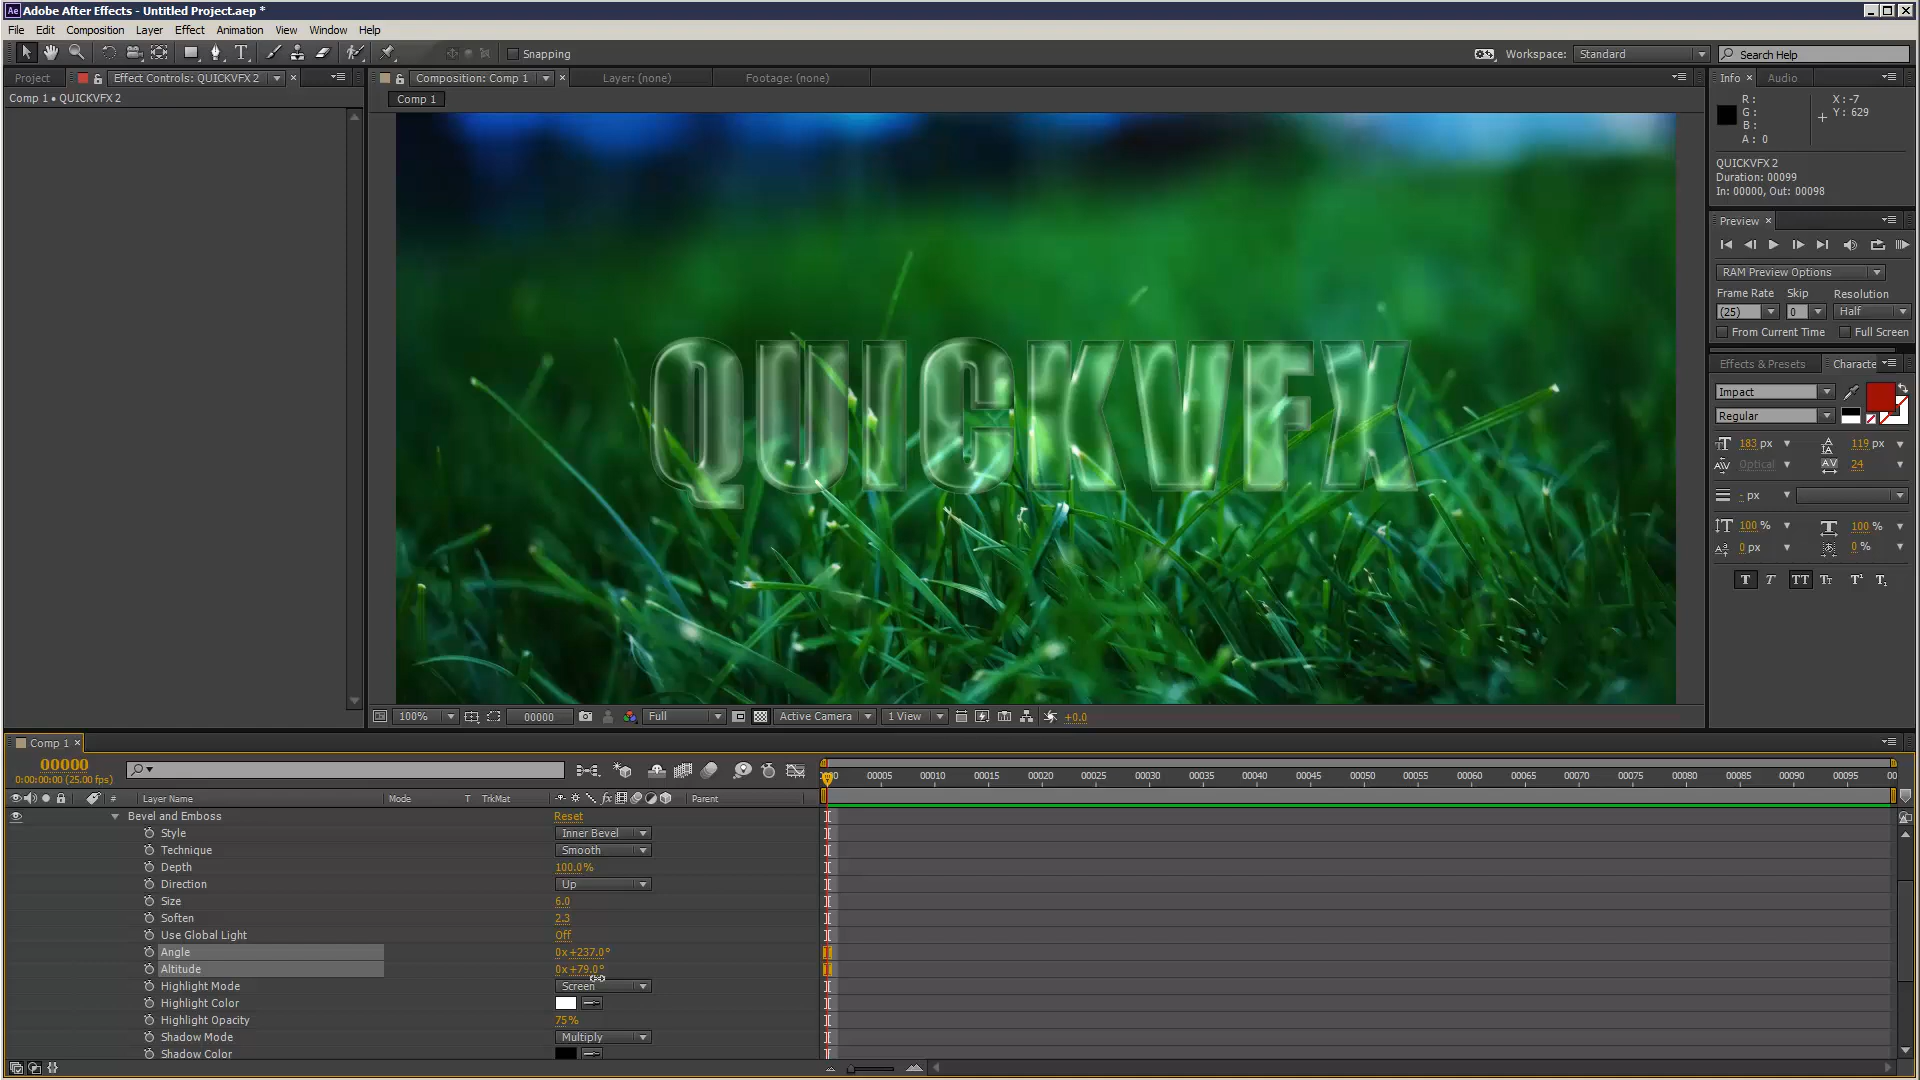 Ae Adobe After Effects - Untitled Project.aep *
File Edit Composition Layer Effect Animation View Window Help
Snapping Workspace: Standard Search Help
Project Effect Controls: QUICKVFX 2 Composition: Comp 1 Layer: (none) Footage: (none) Info Audio
Comp 1 • QUICKVFX 2 Comp 1
R: X: -7
G: Y: 629
B:
A: 0
QUICKVFX 2
Duration: 00099
In: 00000, Out: 00098
Preview
RAM Preview Options
Frame Rate Skip Resolution
(25) 0 Half
From Current Time Full Screen
QUICKVFX
Effects & Presets Characte
Impact
Regular
183 px 119 px
Optical 24
- px
100 % 100 %
0 px 0 %
T T TT Tr T¹ T₁
100% 00000 Full Active Camera 1 View +0.0
Comp 1
00000
0:00:00:00 (25.00 fps)
00 00005 00010 00015 00020 00025 00030 00035 00040 00045 00050 00055 00060 00065 00070 00075 00080 00085 00090 00095 00
# Layer Name Mode T TrkMat Parent
Bevel and Emboss Reset
Style Inner Bevel
Technique Smooth
Depth 100.0%
Direction Up
Size 6.0
Soften 2.3
Use Global Light Off
Angle 0x+237.0°
Altitude 0x+79.0°
Highlight Mode Screen
Highlight Color
Highlight Opacity 75%
Shadow Mode Multiply
Shadow Color